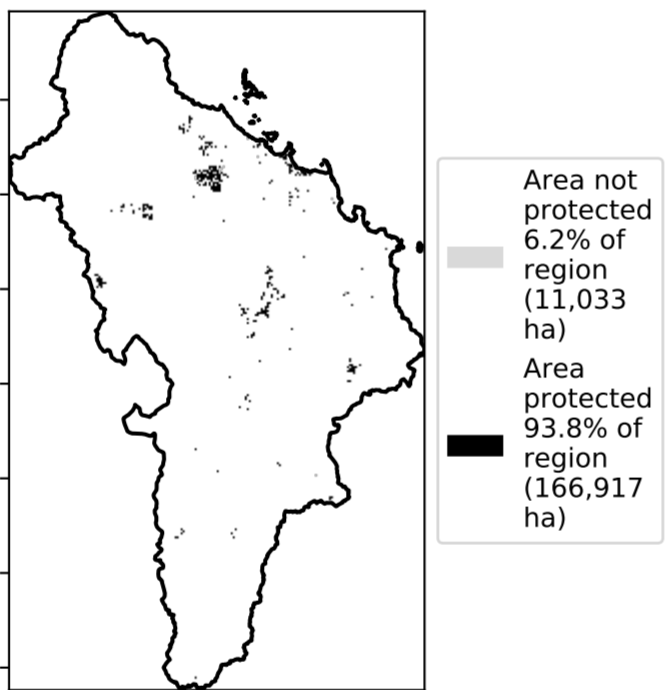 Area not
protected
6.2% of
region
(11,033
ha)
Area
protected
93.8% of
region
(166,917
ha)